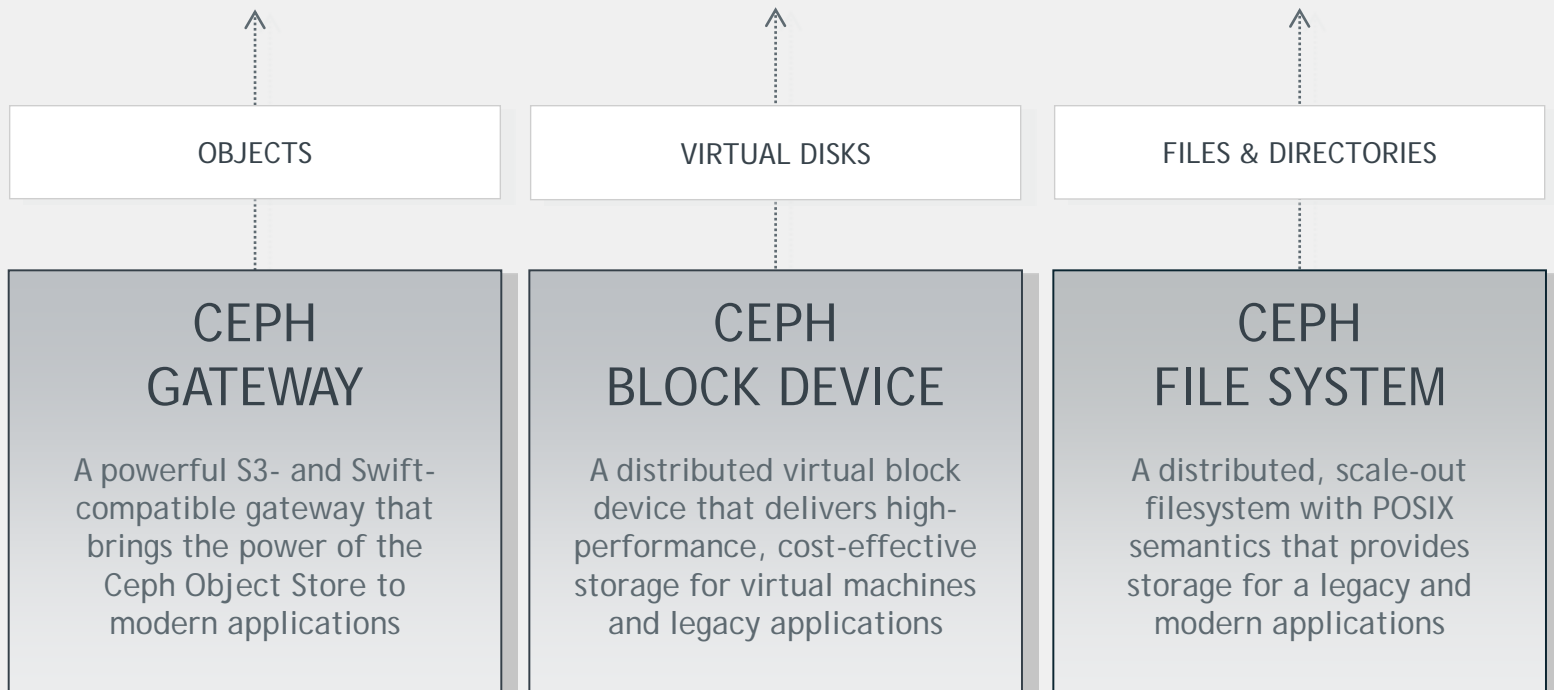 OBJECTS
VIRTUAL DISKS
FILES & DIRECTORIES
CEPH
GATEWAY
A powerful S3- and Swift-
compatible gateway that
brings the power of the
Ceph Object Store to
modern applications
CEPH
BLOCK DEVICE
A distributed virtual block
device that delivers high-
performance, cost-effective
storage for virtual machines
and legacy applications
CEPH
FILE SYSTEM
A distributed, scale-out
filesystem with POSIX
semantics that provides
storage for a legacy and
modern applications